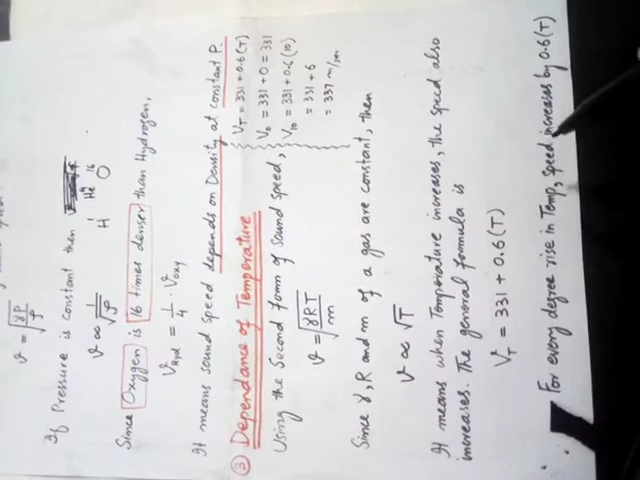 v = √γP/ρ
If Pressure is constant then
H¹ He⁴ O¹⁶
v ∝ 1/√ρ
Since Oxygen is 16 times denser than Hydrogen,
V_Hyd = 1/4 · V_oxy
It means sound speed depends on Density at constant P.
③ Dependance of Temperature
V_T = 331 + 0.6(T)
V_0 = 331 + 0 = 331
V_10 = 331 + 0.6(10)
= 331 + 6
= 337 m/sec
Using the Second form of Sound speed,
v = √γRT/m
Since γ, R and m of a gas are constant, then
v ∝ √T
It means when Temperature increases, the speed also
increases. The general formula is
V_T = 331 + 0.6(T)
∴ For every degree rise in Temp, Speed increases by 0.6(T)